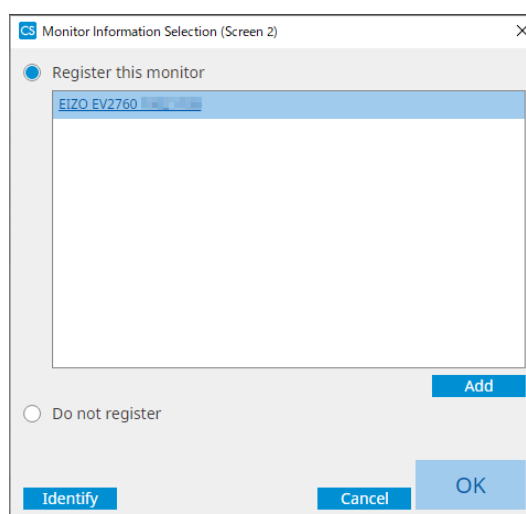 CS Monitor Information Selection (Screen 2)
Register this monitor
EIZO EV2760
Add
Do not register
OK
Identify
Cancel